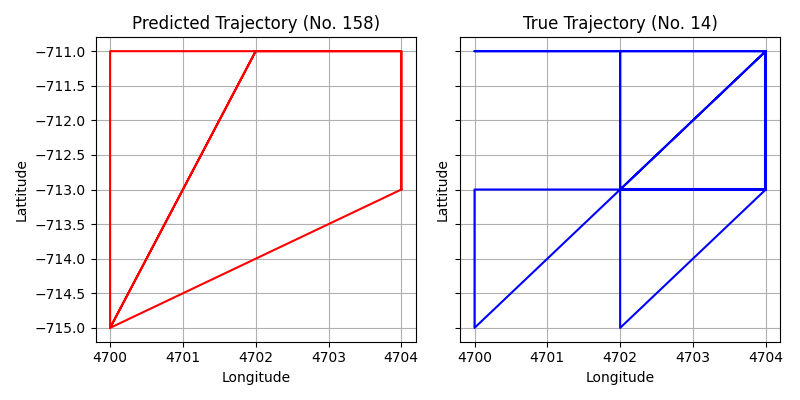 Predicted Trajectory (No. 158)
True Trajectory (No. 14)
−711.0
−711.5
−712.0
−712.5
−713.0
−713.5
−714.0
−714.5
−715.0
Lattitude
Lattitude
4700 4701 4702 4703 4704
4700 4701 4702 4703 4704
Longitude
Longitude